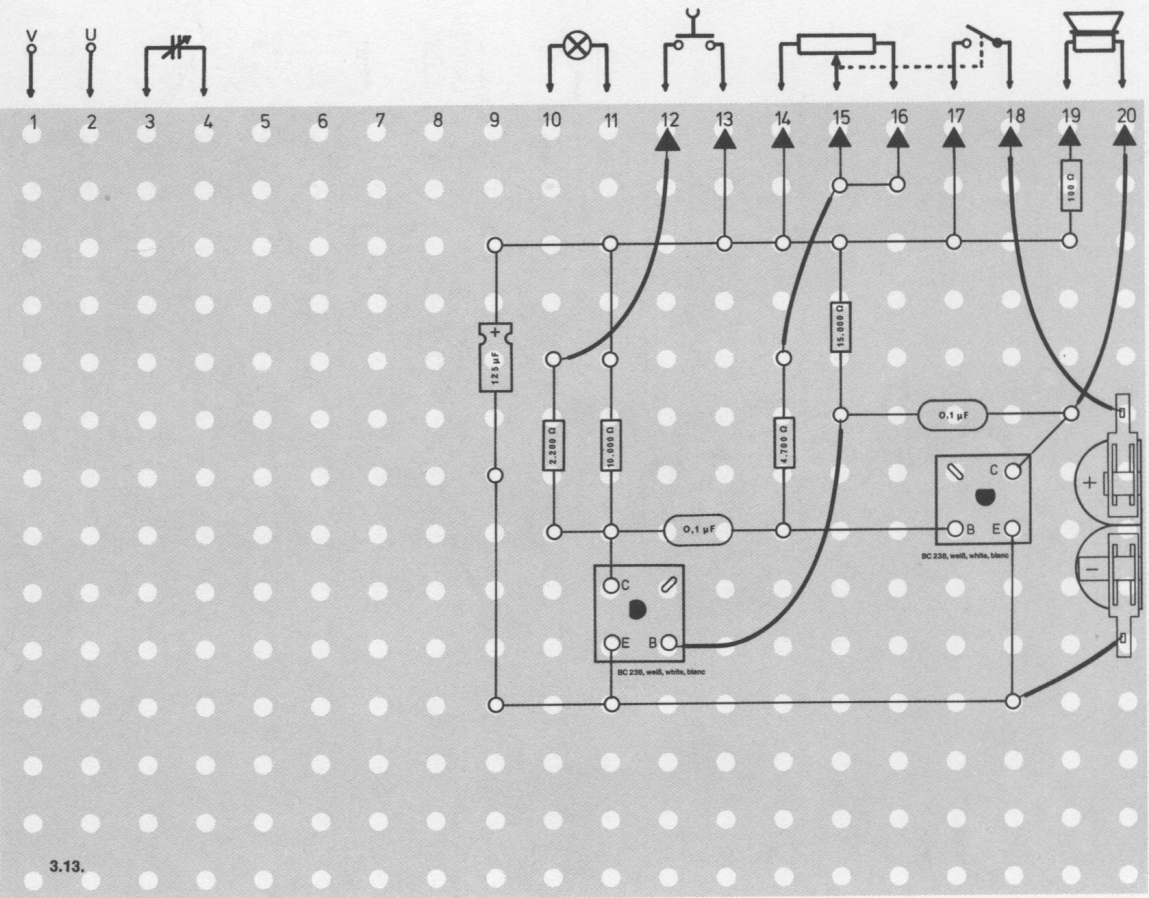 V U
1 2 3 4 5 6 7 8 9 10 11 12 13 14 15 16 17 18 19 20
100 Ω
15.000 Ω
+
12.5 µF
0,1 µF
2.200 Ω
10.000 Ω
4.700 Ω
C
+
0,1 µF
B E
BC 238, weiß, white, blanc
−
C
E B
BC 238, weiß, white, blanc
3.13.